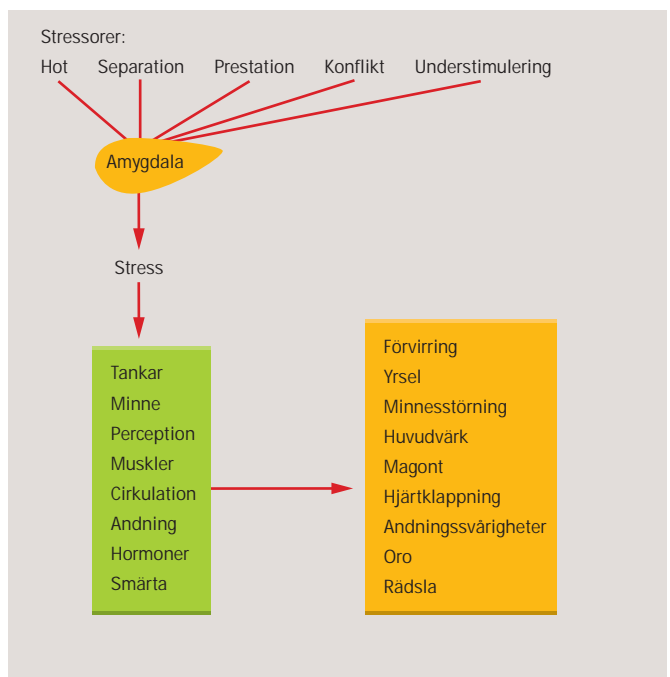 Stressorer:
Hot Separation Prestation Konflikt Understimulering
Amygdala
Stress
Tankar
Minne
Perception
Muskler
Cirkulation
Andning
Hormoner
Smärta
Förvirring
Yrsel
Minnesstörning
Huvudvärk
Magont
Hjärtklappning
Andningssvårigheter
Oro
Rädsla